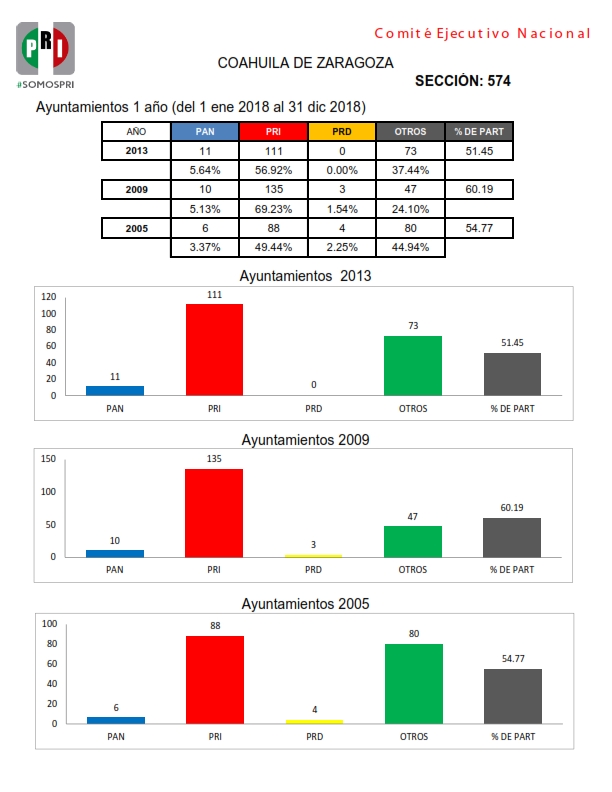 Comité Ejecutivo Nacional
PRI
#SOMOSPRI
COAHUILA DE ZARAGOZA
SECCIÓN: 574
Ayuntamientos 1 año (del 1 ene 2018 al 31 dic 2018)
AÑO PAN PRI PRD OTROS % DE PART
2013 11 111 0 73 51.45
5.64% 56.92% 0.00% 37.44%
2009 10 135 3 47 60.19
5.13% 69.23% 1.54% 24.10%
2005 6 88 4 80 54.77
3.37% 49.44% 2.25% 44.94%
Ayuntamientos 2013
120
100
80
60
40
20
0
11 111 0 73 51.45
PAN PRI PRD OTROS % DE PART
Ayuntamientos 2009
150
100
50
0
10 135 3 47 60.19
PAN PRI PRD OTROS % DE PART
Ayuntamientos 2005
100
80
60
40
20
0
6 88 4 80 54.77
PAN PRI PRD OTROS % DE PART